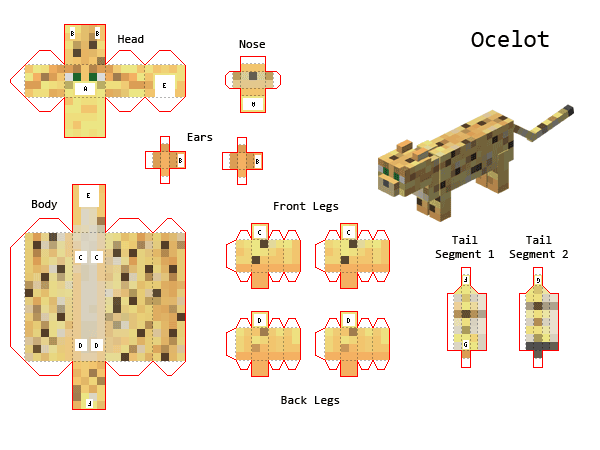 Ocelot
Head
B B
A
E
Nose
H
Ears
B
B
Body
E
C C
D D
F
Front Legs
C
C
D
D
Back Legs
Tail
Segment 1
F
G
Tail
Segment 2
G